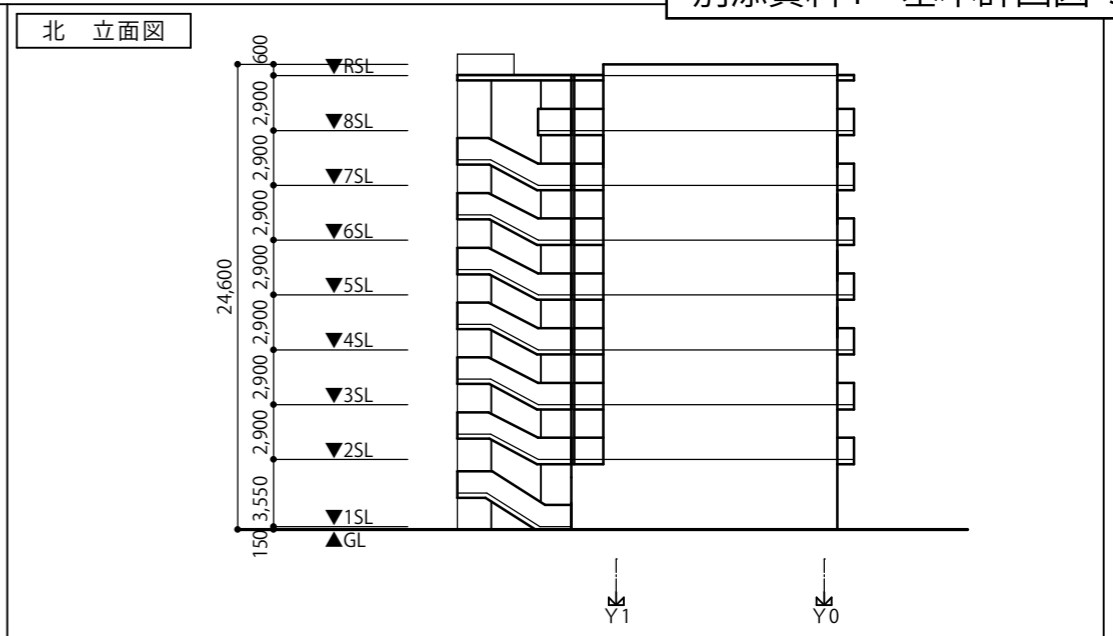 北　立面図
600
▼RSL
2,900
▼8SL
2,900
▼7SL
2,900
▼6SL
2,900
▼5SL
24,600
2,900
▼4SL
2,900
▼3SL
2,900
▼2SL
3,550
▼1SL
150
▲GL
Y1
Y0